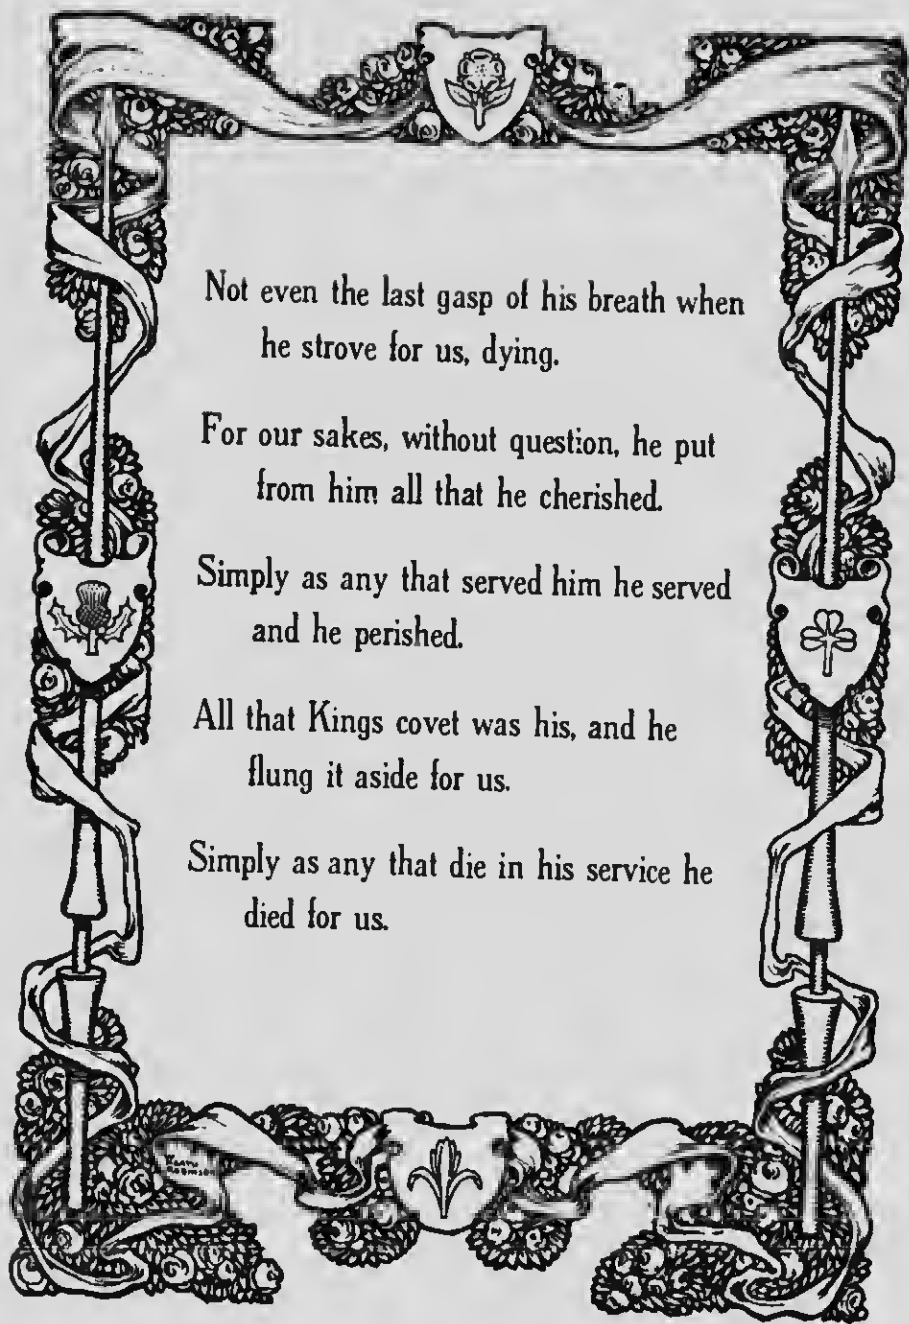 Not even the last gasp of his breath when
he strove for us, dying.
For our sakes, without question, he put
from him all that he cherished.
Simply as any that served him he served
and he perished.
All that Kings covet was his, and he
flung it aside for us.
Simply as any that die in his service he
died for us.